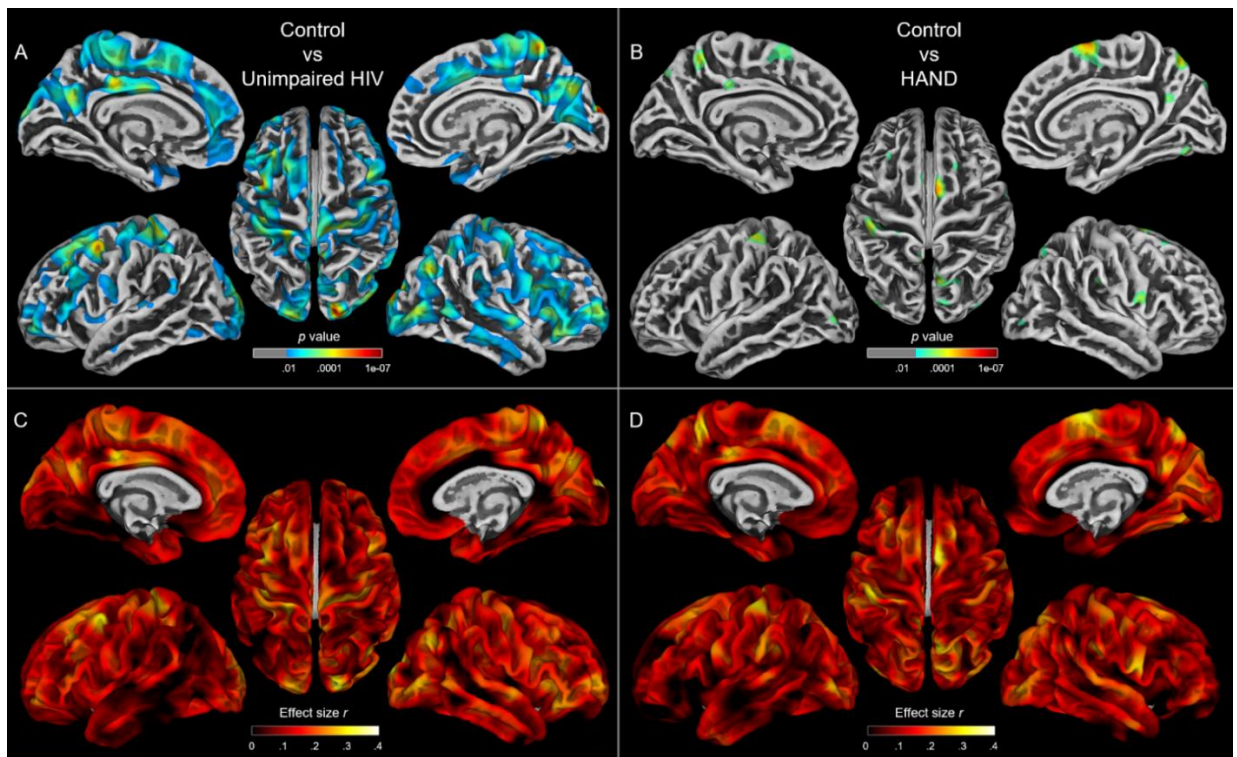 A
Control
vs
Unimpaired HIV
p value
.01 .0001 1e-07
B
Control
vs
HAND
p value
.01 .0001 1e-07
C
Effect size r
0 .1 .2 .3 .4
D
Effect size r
0 .1 .2 .3 .4